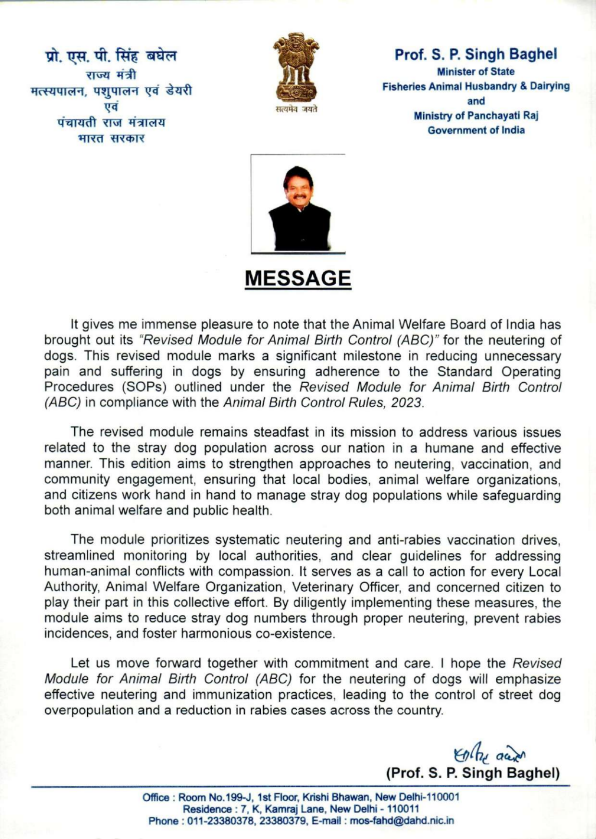 प्रो. एस. पी. सिंह बघेल
राज्य मंत्री
मत्स्यपालन, पशुपालन एवं डेयरी
एवं
पंचायती राज मंत्रालय
भारत सरकार
सत्यमेव जयते
Prof. S. P. Singh Baghel
Minister of State
Fisheries Animal Husbandry & Dairying
and
Ministry of Panchayati Raj
Government of India
MESSAGE
It gives me immense pleasure to note that the Animal Welfare Board of India has
brought out its "Revised Module for Animal Birth Control (ABC)" for the neutering of
dogs. This revised module marks a significant milestone in reducing unnecessary
pain and suffering in dogs by ensuring adherence to the Standard Operating
Procedures (SOPs) outlined under the Revised Module for Animal Birth Control
(ABC) in compliance with the Animal Birth Control Rules, 2023.
The revised module remains steadfast in its mission to address various issues
related to the stray dog population across our nation in a humane and effective
manner. This edition aims to strengthen approaches to neutering, vaccination, and
community engagement, ensuring that local bodies, animal welfare organizations,
and citizens work hand in hand to manage stray dog populations while safeguarding
both animal welfare and public health.
The module prioritizes systematic neutering and anti-rabies vaccination drives,
streamlined monitoring by local authorities, and clear guidelines for addressing
human-animal conflicts with compassion. It serves as a call to action for every Local
Authority, Animal Welfare Organization, Veterinary Officer, and concerned citizen to
play their part in this collective effort. By diligently implementing these measures, the
module aims to reduce stray dog numbers through proper neutering, prevent rabies
incidences, and foster harmonious co-existence.
Let us move forward together with commitment and care. I hope the Revised
Module for Animal Birth Control (ABC) for the neutering of dogs will emphasize
effective neutering and immunization practices, leading to the control of street dog
overpopulation and a reduction in rabies cases across the country.
(Prof. S. P. Singh Baghel)
Office : Room No.199-J, 1st Floor, Krishi Bhawan, New Delhi-110001
Residence : 7, K, Kamraj Lane, New Delhi - 110011
Phone : 011-23380378, 23380379, E-mail : mos-fahd@dahd.nic.in